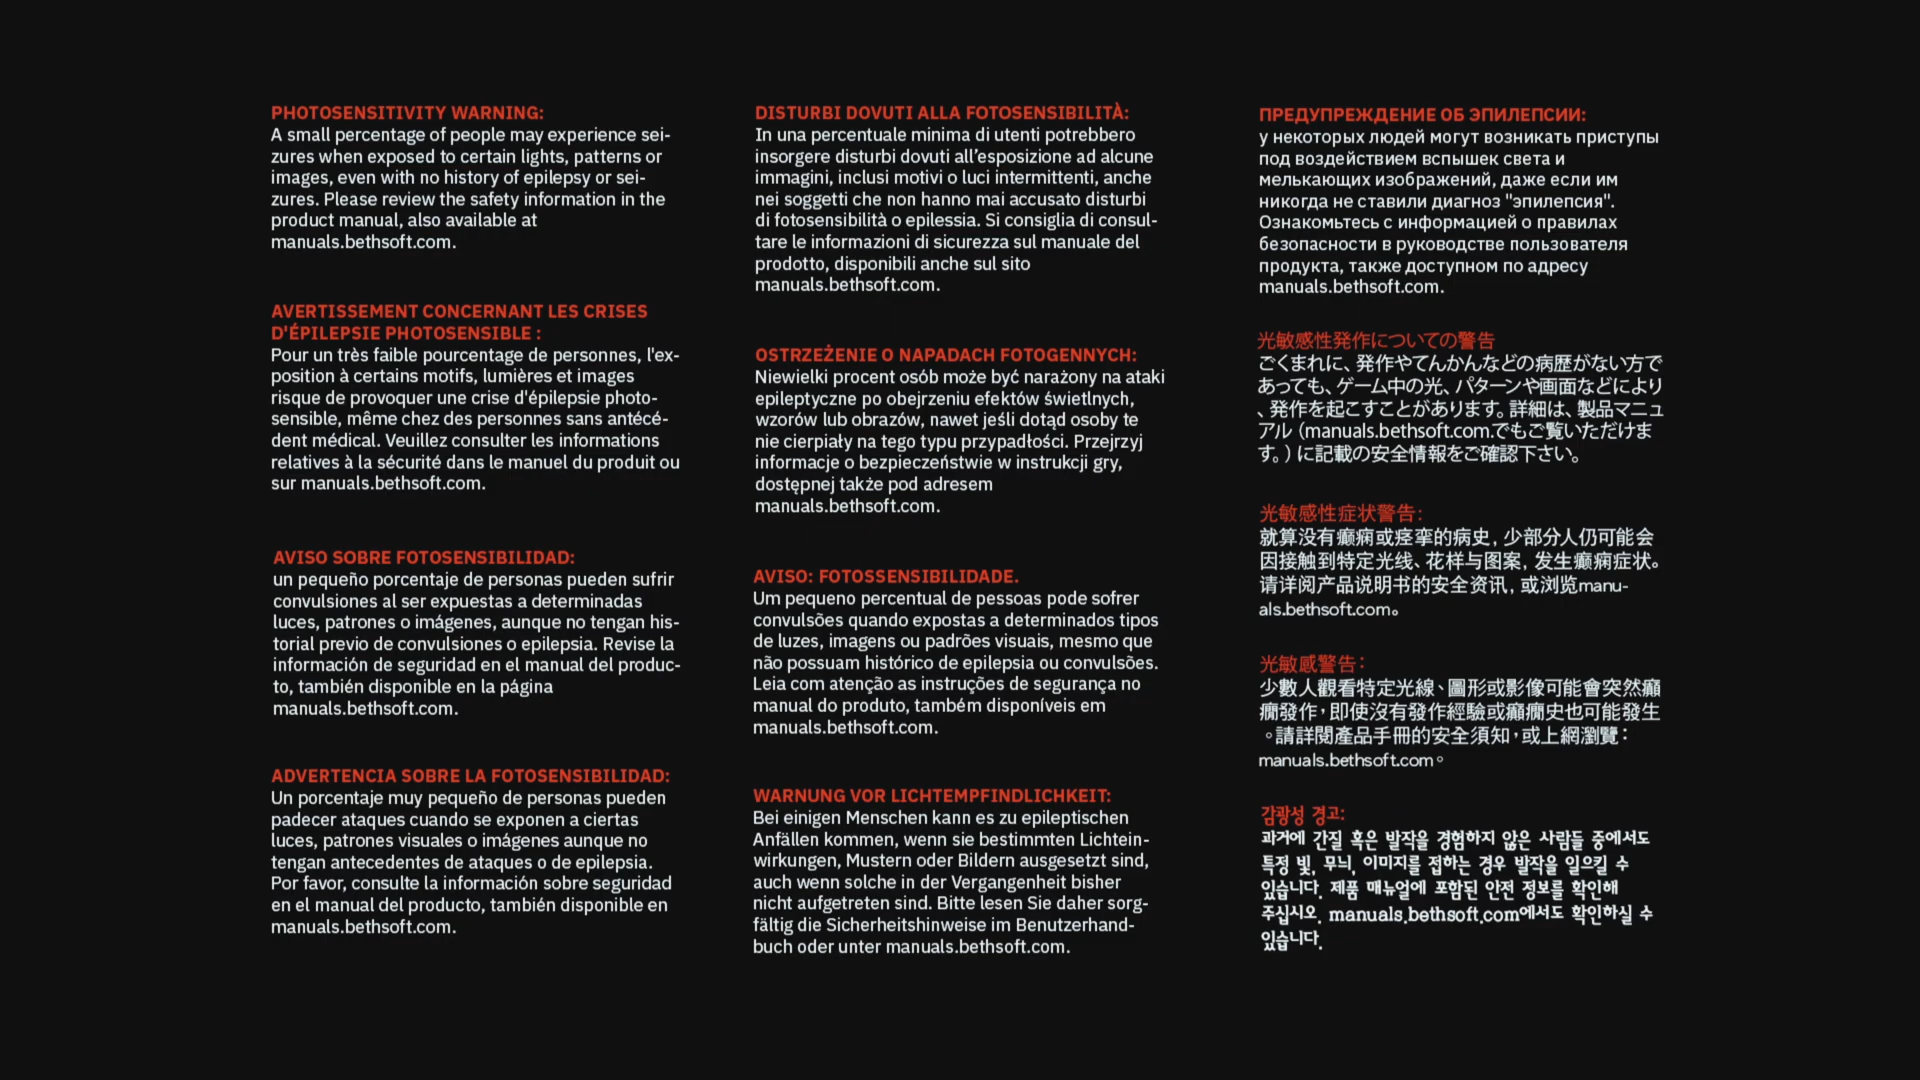 PHOTOSENSITIVITY WARNING:
A small percentage of people may experience sei-
zures when exposed to certain lights, patterns or
images, even with no history of epilepsy or sei-
zures. Please review the safety information in the
product manual, also available at
manuals.bethsoft.com.
AVERTISSEMENT CONCERNANT LES CRISES
D'ÉPILEPSIE PHOTOSENSIBLE :
Pour un très faible pourcentage de personnes, l'ex-
position à certains motifs, lumières et images
risque de provoquer une crise d'épilepsie photo-
sensible, même chez des personnes sans antécé-
dent médical. Veuillez consulter les informations
relatives à la sécurité dans le manuel du produit ou
sur manuals.bethsoft.com.
AVISO SOBRE FOTOSENSIBILIDAD:
un pequeño porcentaje de personas pueden sufrir
convulsiones al ser expuestas a determinadas
luces, patrones o imágenes, aunque no tengan his-
torial previo de convulsiones o epilepsia. Revise la
información de seguridad en el manual del produc-
to, también disponible en la página
manuals.bethsoft.com.
ADVERTENCIA SOBRE LA FOTOSENSIBILIDAD:
Un porcentaje muy pequeño de personas pueden
padecer ataques cuando se exponen a ciertas
luces, patrones visuales o imágenes aunque no
tengan antecedentes de ataques o de epilepsia.
Por favor, consulte la información sobre seguridad
en el manual del producto, también disponible en
manuals.bethsoft.com.
DISTURBI DOVUTI ALLA FOTOSENSIBILITÀ:
In una percentuale minima di utenti potrebbero
insorgere disturbi dovuti all’esposizione ad alcune
immagini, inclusi motivi o luci intermittenti, anche
nei soggetti che non hanno mai accusato disturbi
di fotosensibilità o epilessia. Si consiglia di consul-
tare le informazioni di sicurezza sul manuale del
prodotto, disponibili anche sul sito
manuals.bethsoft.com.
OSTRZEŻENIE O NAPADACH FOTOGENNYCH:
Niewielki procent osób może być narażony na ataki
epileptyczne po obejrzeniu efektów świetlnych,
wzorów lub obrazów, nawet jeśli dotąd osoby te
nie cierpiały na tego typu przypadłości. Przejrzyj
informacje o bezpieczeństwie w instrukcji gry,
dostępnej także pod adresem
manuals.bethsoft.com.
AVISO: FOTOSSENSIBILIDADE.
Um pequeno percentual de pessoas pode sofrer
convulsões quando expostas a determinados tipos
de luzes, imagens ou padrões visuais, mesmo que
não possuam histórico de epilepsia ou convulsões.
Leia com atenção as instruções de segurança no
manual do produto, também disponíveis em
manuals.bethsoft.com.
WARNUNG VOR LICHTEMPFINDLICHKEIT:
Bei einigen Menschen kann es zu epileptischen
Anfällen kommen, wenn sie bestimmten Lichtein-
wirkungen, Mustern oder Bildern ausgesetzt sind,
auch wenn solche in der Vergangenheit bisher
nicht aufgetreten sind. Bitte lesen Sie daher sorg-
fältig die Sicherheitshinweise im Benutzerhand-
buch oder unter manuals.bethsoft.com.
ПРЕДУПРЕЖДЕНИЕ ОБ ЭПИЛЕПСИИ:
у некоторых людей могут возникать приступы
под воздействием вспышек света и
мелькающих изображений, даже если им
никогда не ставили диагноз "эпилепсия".
Ознакомьтесь с информацией о правилах
безопасности в руководстве пользователя
продукта, также доступном по адресу
manuals.bethsoft.com.
光敏感性発作についての警告
ごくまれに、発作やてんかんなどの病歴がない方で
あっても、ゲーム中の光、パターンや画面などにより
、発作を起こすことがあります。詳細は、製品マニュ
アル（manuals.bethsoft.com.でもご覧いただけま
す。）に記載の安全情報をご確認下さい。
光敏感性症状警告:
就算没有癫痫或痉挛的病史, 少部分人仍可能会
因接触到特定光线、花样与图案, 发生癫痫症状。
请详阅产品说明书的安全资讯, 或浏览manu-
als.bethsoft.com。
光敏感警告：
少數人觀看特定光線、圖形或影像可能會突然癲
癇發作，即使沒有發作經驗或癲癇史也可能發生
。請詳閱產品手冊的安全須知，或上網瀏覽：
manuals.bethsoft.com。
감광성 경고:
과거에 간질 혹은 발작을 경험하지 않은 사람들 중에서도
특정 빛, 무늬, 이미지를 접하는 경우 발작을 일으킬 수
있습니다. 제품 매뉴얼에 포함된 안전 정보를 확인해
주십시오. manuals.bethsoft.com에서도 확인하실 수
있습니다.